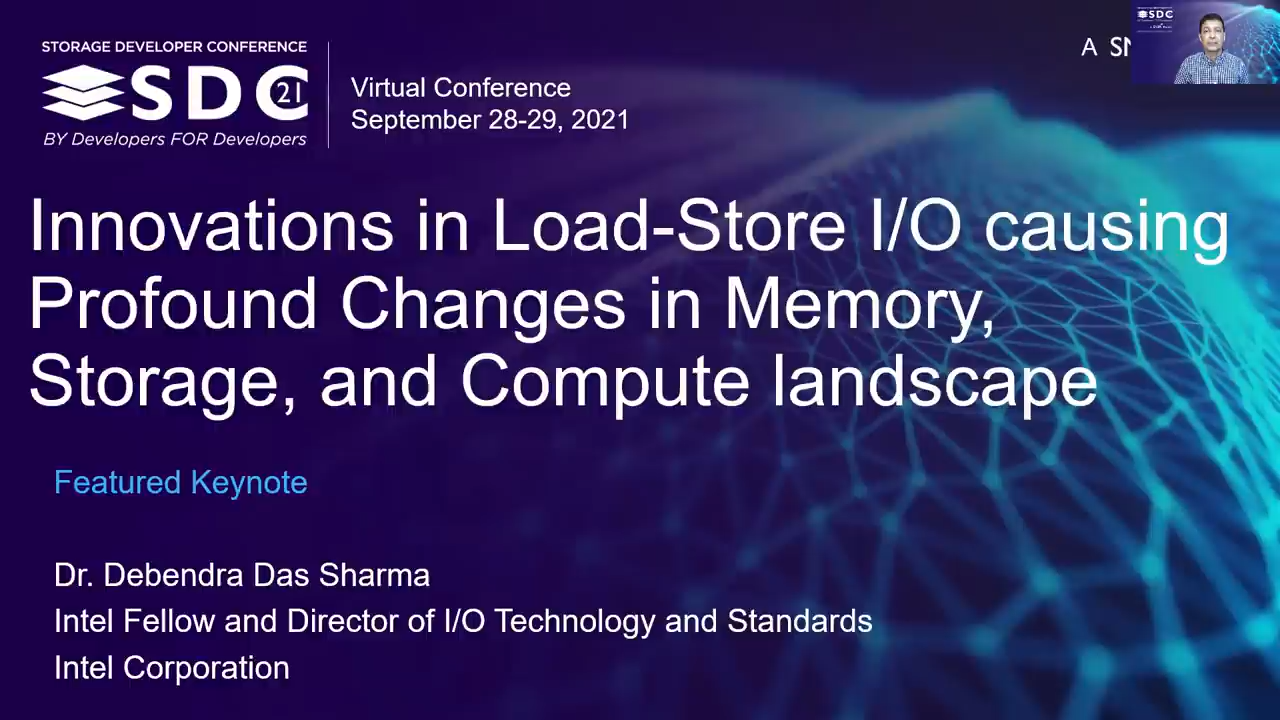 STORAGE DEVELOPER CONFERENCE
SDC 21
BY Developers FOR Developers
Virtual Conference
September 28-29, 2021
A
SDC
Innovations in Load-Store I/O causing
Profound Changes in Memory,
Storage, and Compute landscape
Featured Keynote
Dr. Debendra Das Sharma
Intel Fellow and Director of I/O Technology and Standards
Intel Corporation